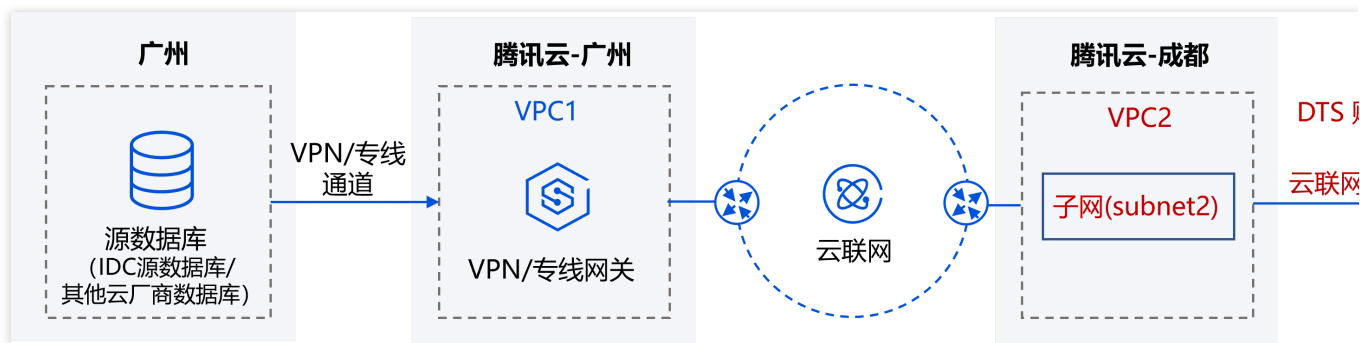 广州
源数据库
(IDC源数据库/
其他云厂商数据库)
VPN/专线
通道
腾讯云-广州
VPC1
VPN/专线网关
云联网
腾讯云-成都
VPC2
子网(subnet2)
DTS
云联网